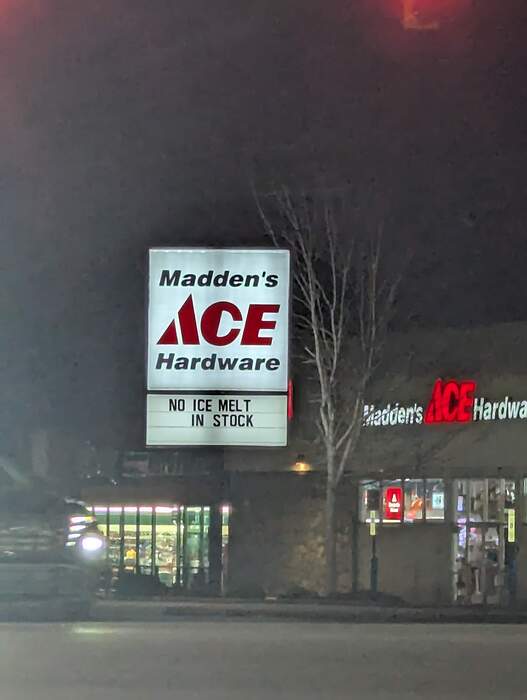 Madden's
ACE
Hardware
NO ICE MELT
IN STOCK
Madden's ACE Hardwa